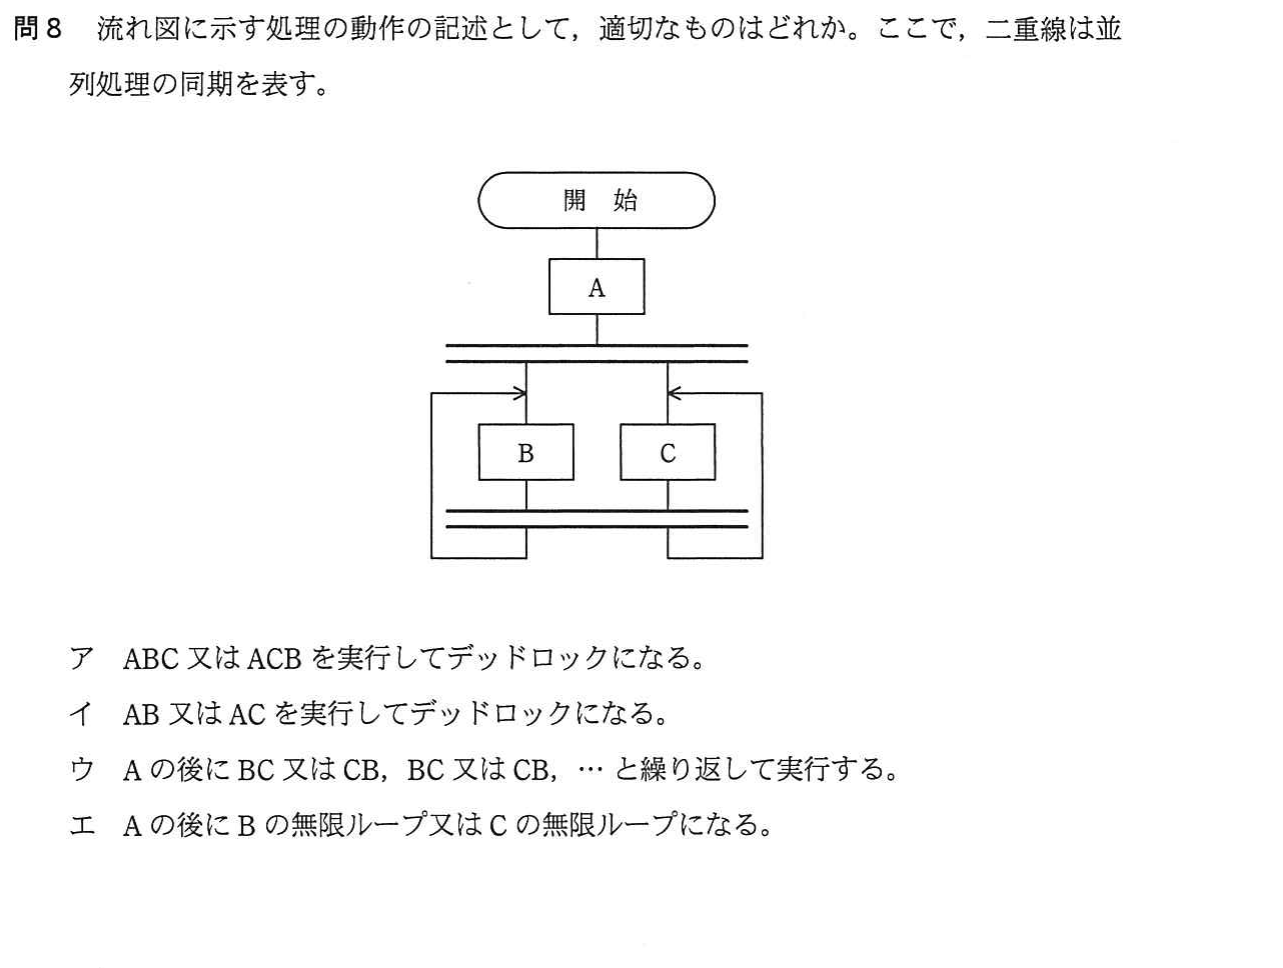 問8　流れ図に示す処理の動作の記述として，適切なものはどれか。ここで，二重線は並
列処理の同期を表す。
開　始
A
B　C
ア　ABC 又は ACB を実行してデッドロックになる。
イ　AB 又は AC を実行してデッドロックになる。
ウ　A の後に BC 又は CB，BC 又は CB，… と繰り返して実行する。
エ　A の後に B の無限ループ又は C の無限ループになる。